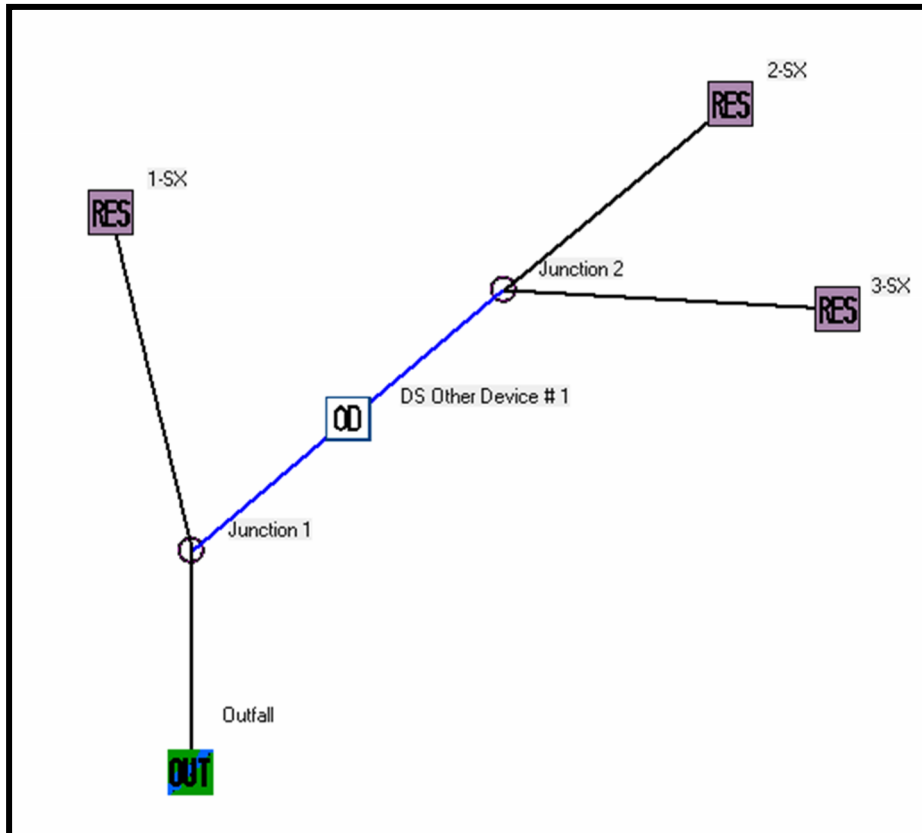 2-SX
RES
1-SX
RES
Junction 2
3-SX
RES
DS Other Device # 1
OD
Junction 1
Outfall
OUT